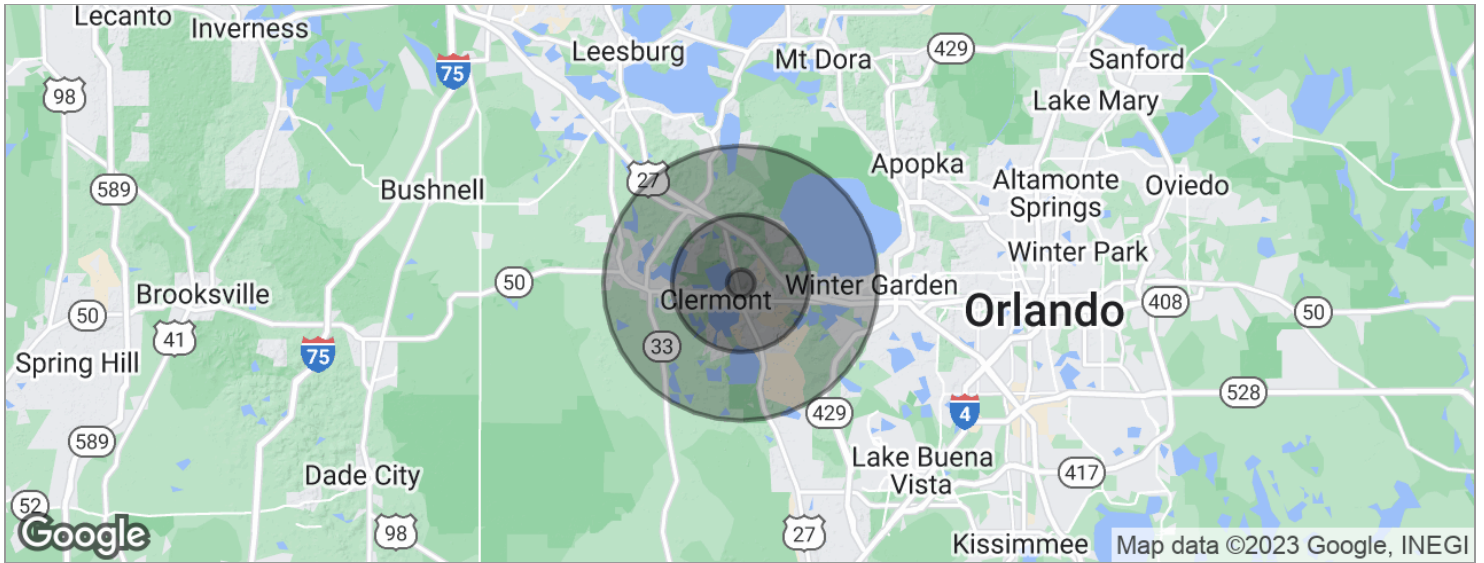 Lecanto
Inverness
Leesburg
Mt Dora
429
Sanford
75
98
Lake Mary
Apopka
27
Altamonte
Springs
Oviedo
589
Bushnell
Winter Park
50
Winter Garden
Brooksville
Clermont
Orlando
408
50
50
41
33
75
Spring Hill
528
429
4
589
Lake Buena
Vista
Dade City
417
52
98
27
Kissimmee
Google
Map data ©2023 Google, INEGI